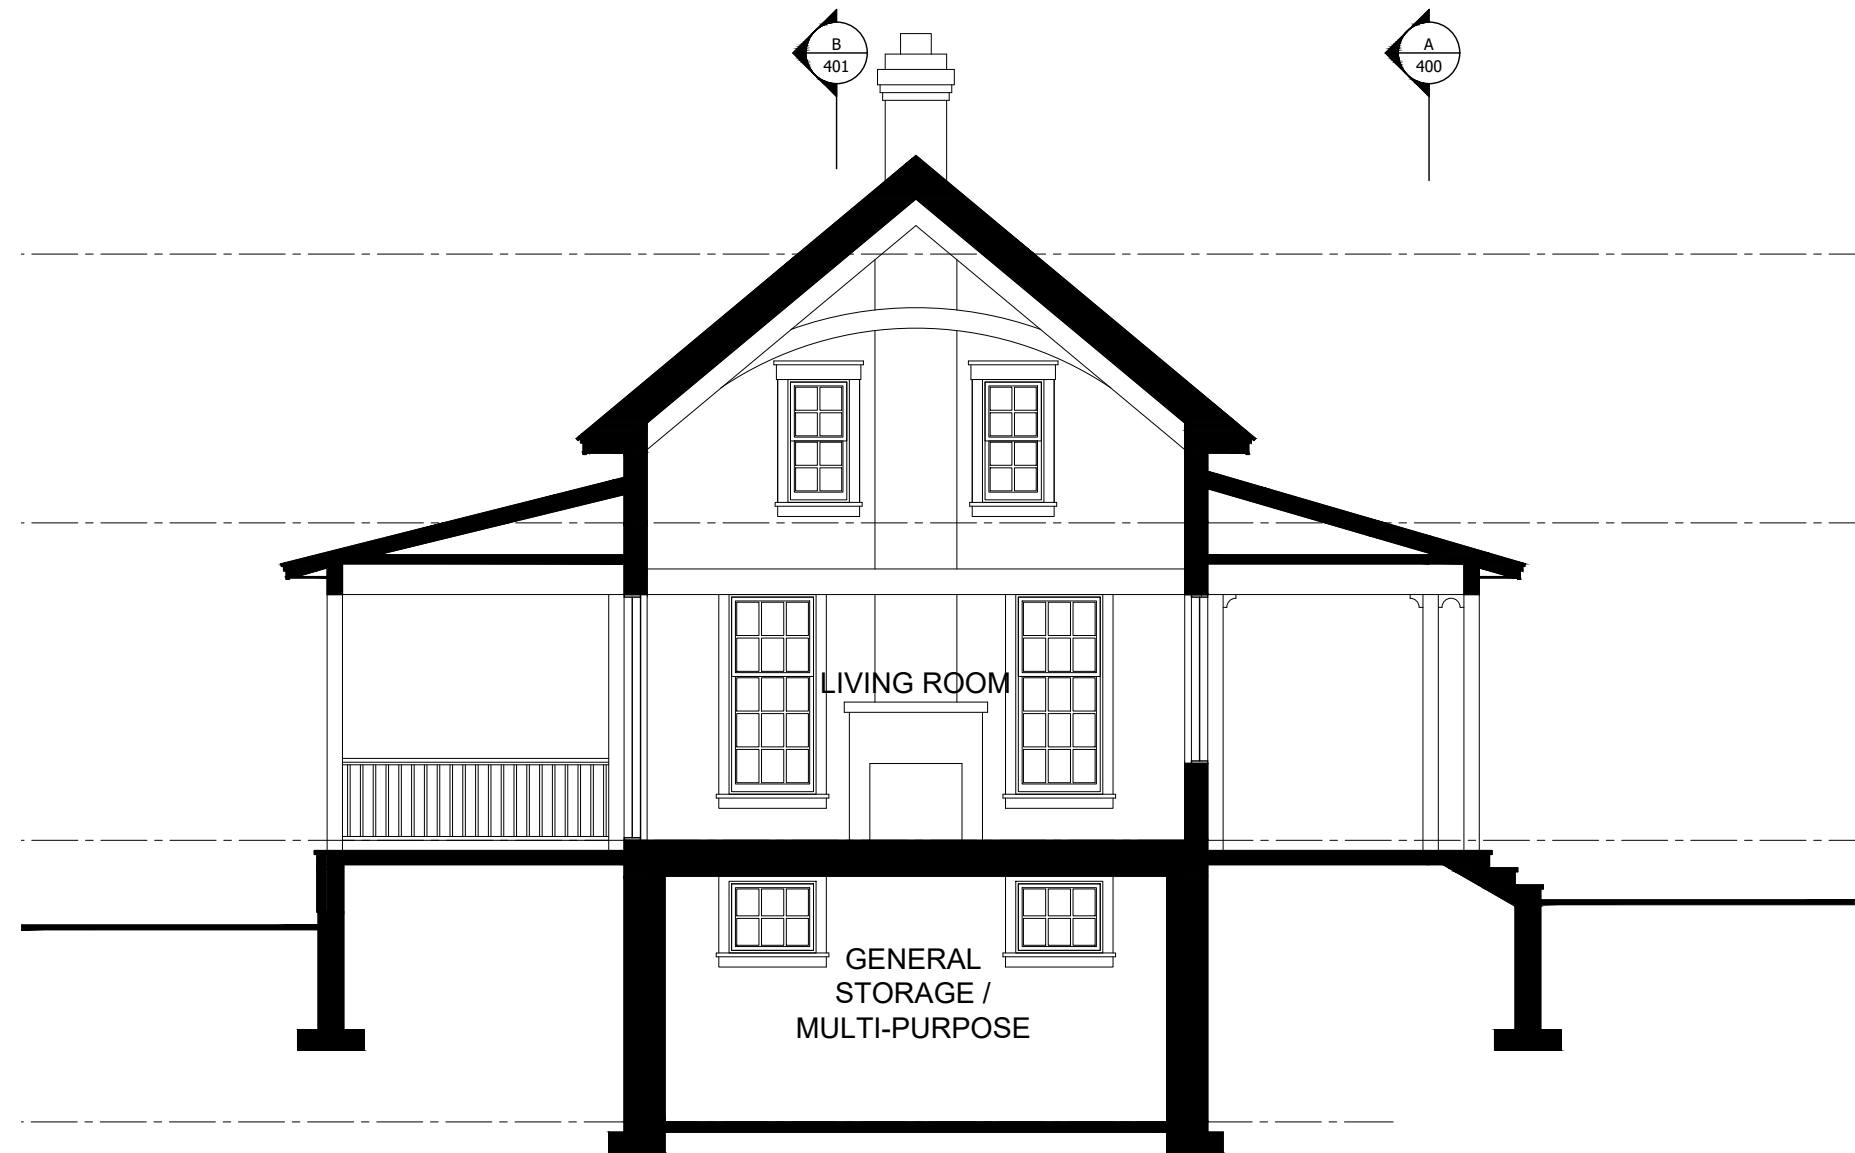 B
401
A
400
LIVING ROOM
GENERAL
STORAGE /
MULTI-PURPOSE